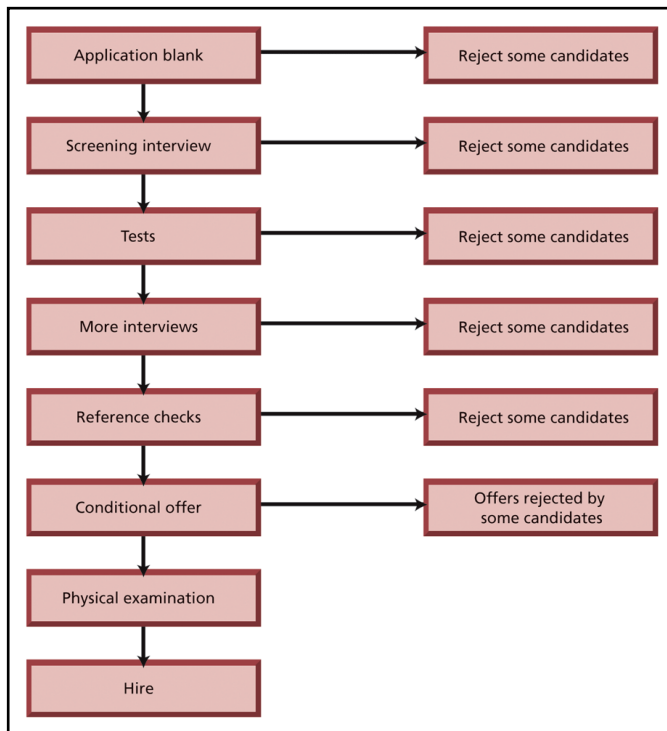 Application blank
Reject some candidates
Screening interview
Reject some candidates
Tests
Reject some candidates
More interviews
Reject some candidates
Reference checks
Reject some candidates
Conditional offer
Offers rejected by
some candidates
Physical examination
Hire